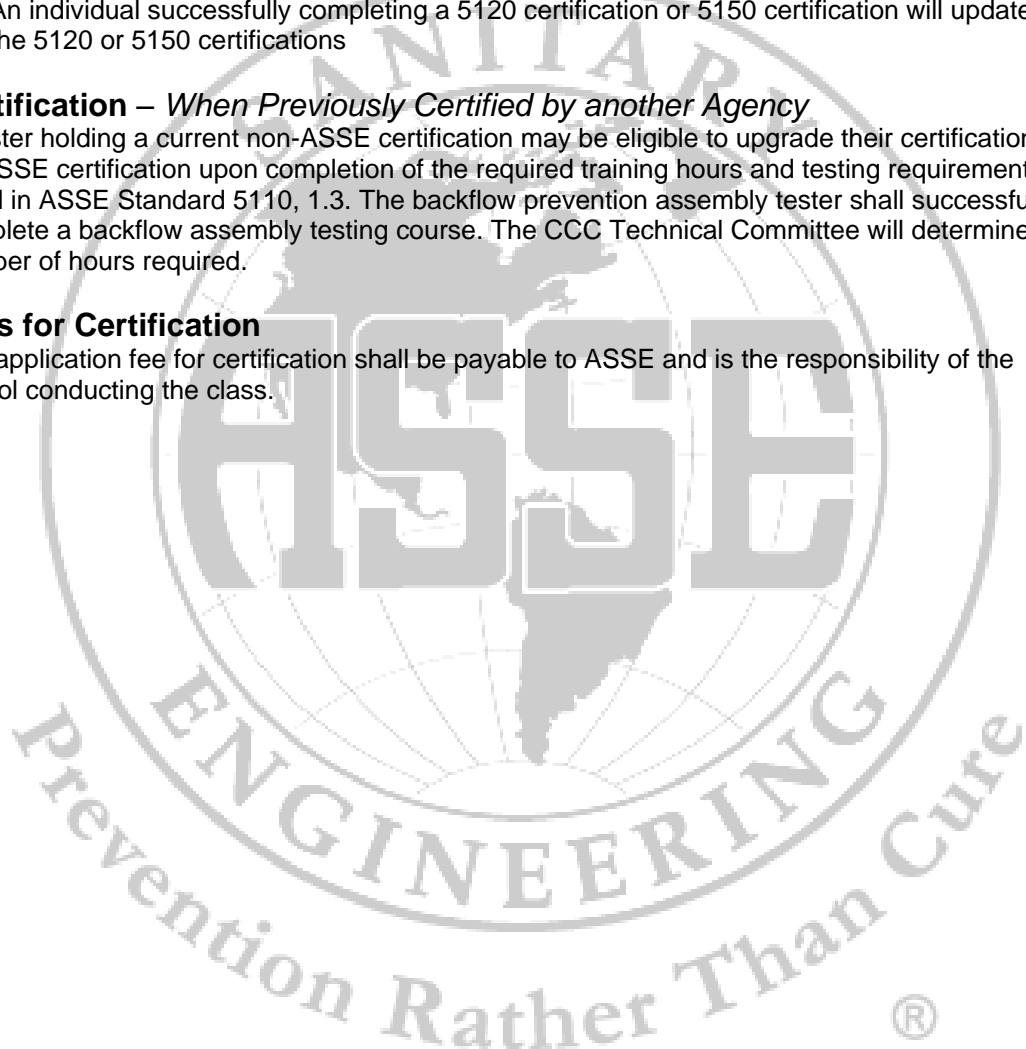 An individual successfully completing a 5120 certification or 5150 certification will update
he 5120 or 5150 certifications
tification – When Previously Certified by another Agency
ster holding a current non-ASSE certification may be eligible to upgrade their certification
SSE certification upon completion of the required training hours and testing requirement
d in ASSE Standard 5110, 1.3. The backflow prevention assembly tester shall successfu
plete a backflow assembly testing course. The CCC Technical Committee will determine
ber of hours required.
s for Certification
application fee for certification shall be payable to ASSE and is the responsibility of the
ol conducting the class.
SANITARY
ASSE
ENGINEERING
Prevention Rather Than Cure
®